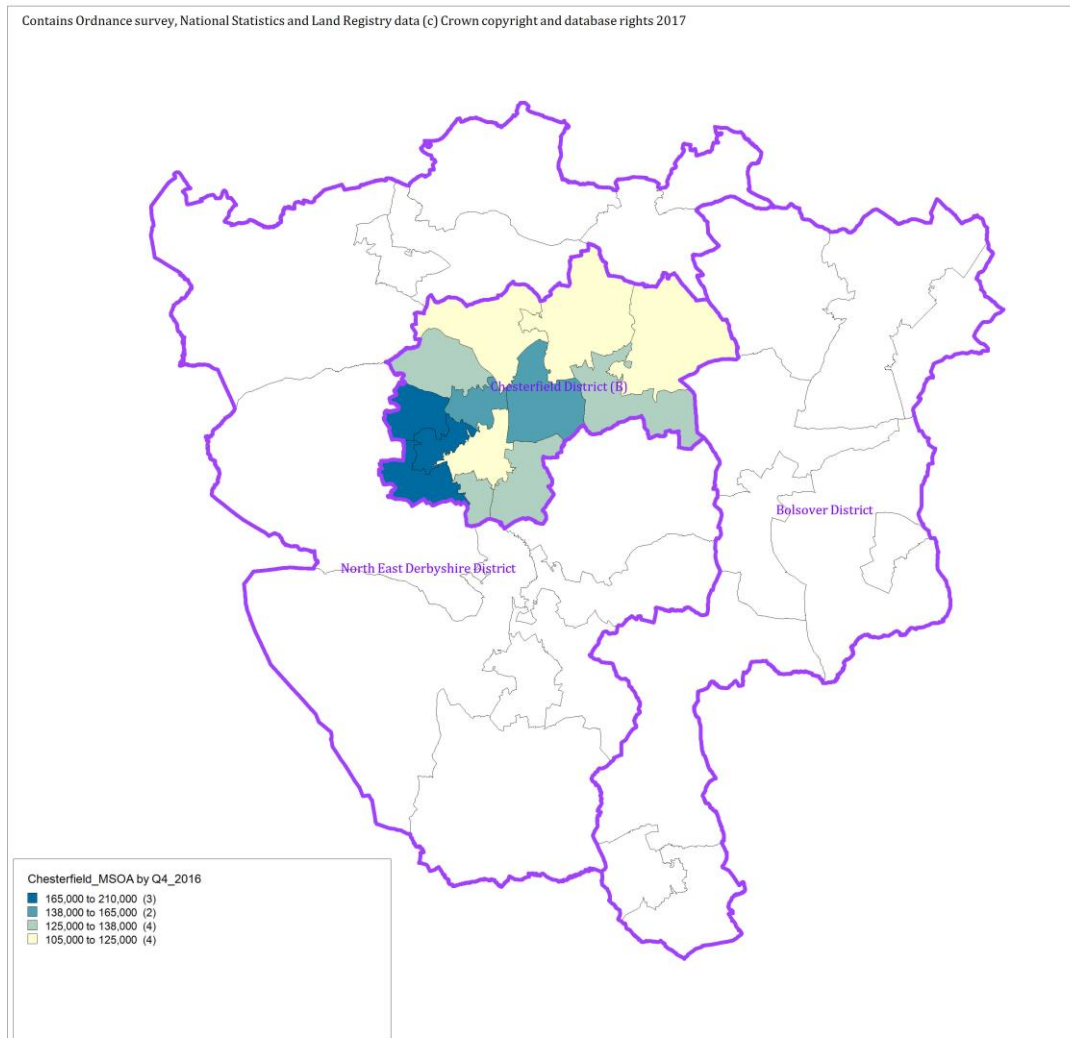 Contains Ordnance survey, National Statistics and Land Registry data (c) Crown copyright and database rights 2017
Chesterfield District (B)
Bolsover District
North East Derbyshire District
Chesterfield_MSOA by Q4_2016
165,000 to 210,000 (3)
138,000 to 165,000 (2)
125,000 to 138,000 (4)
105,000 to 125,000 (4)